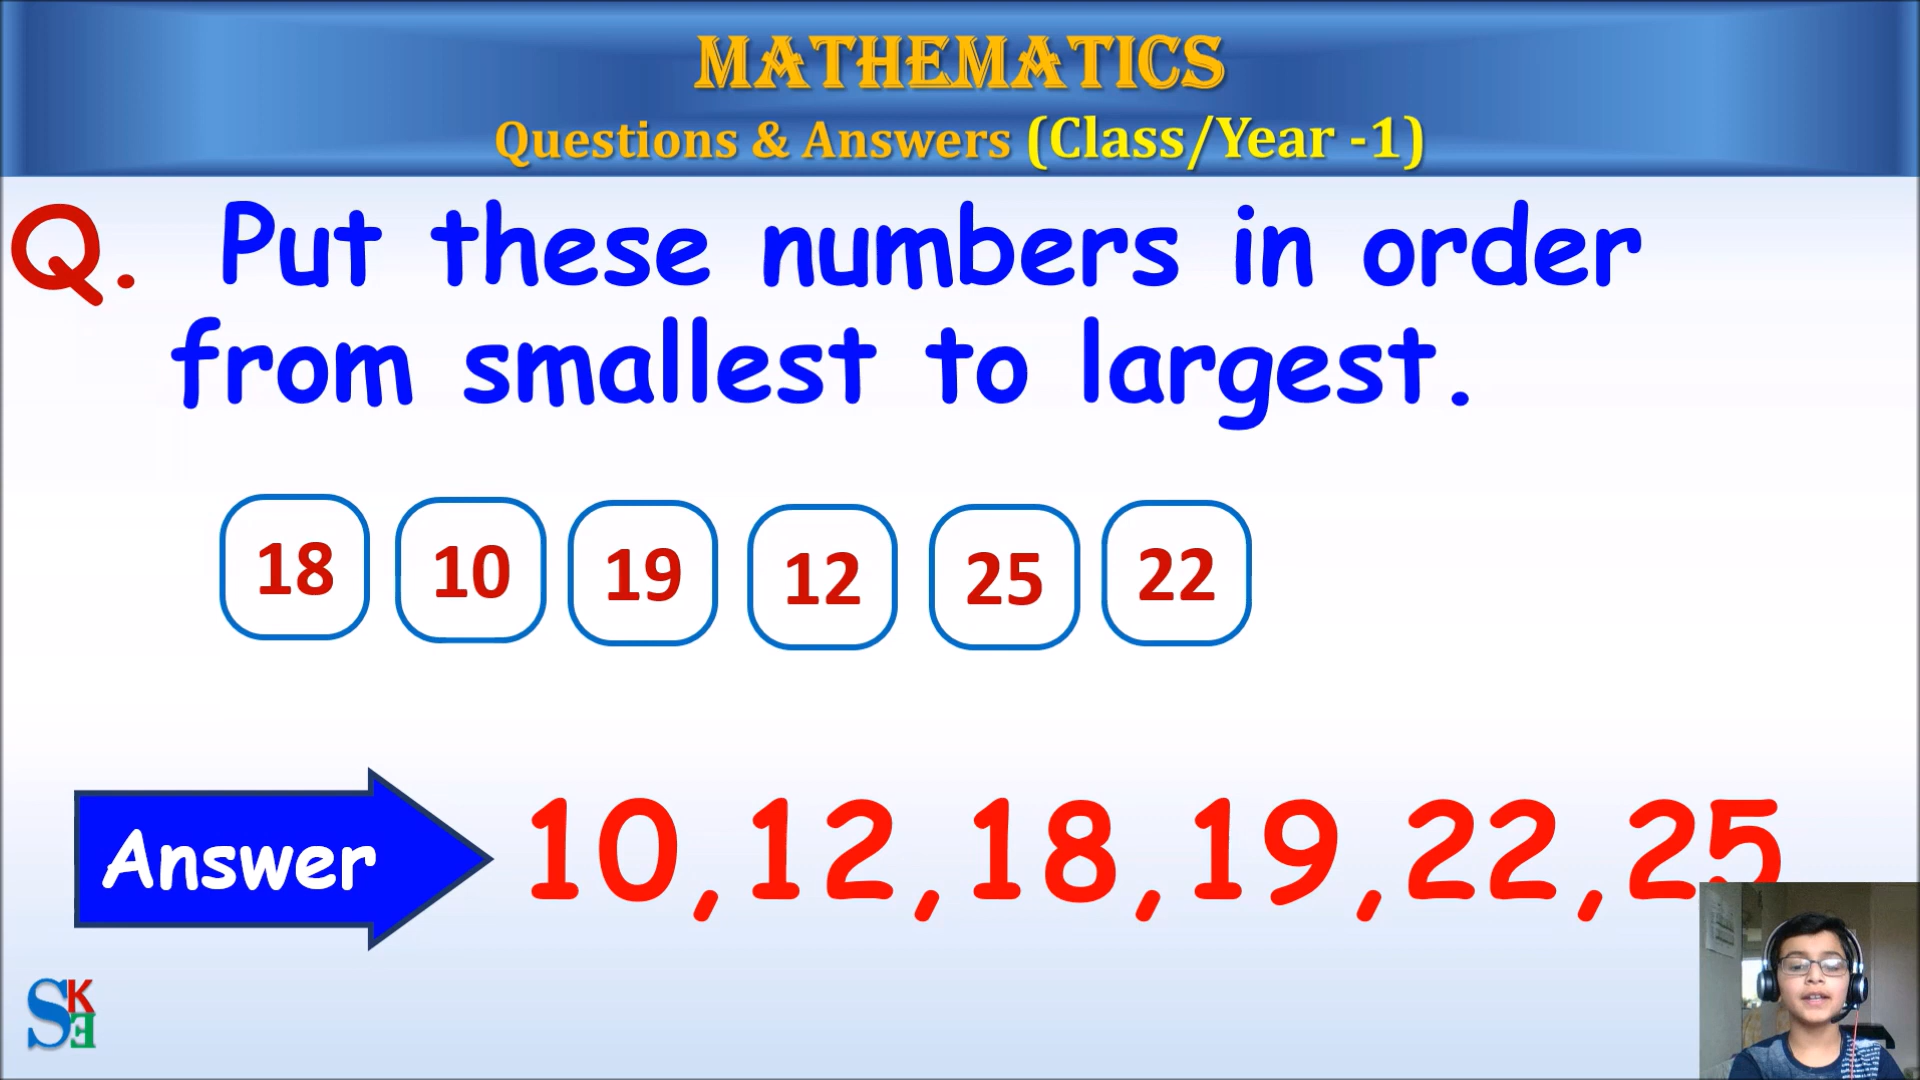 MATHEMATICS
Questions & Answers (Class/Year -1)
Q. Put these numbers in order
from smallest to largest.
18 10 19 12 25 22
Answer 10,12,18,19,22,25
SKE